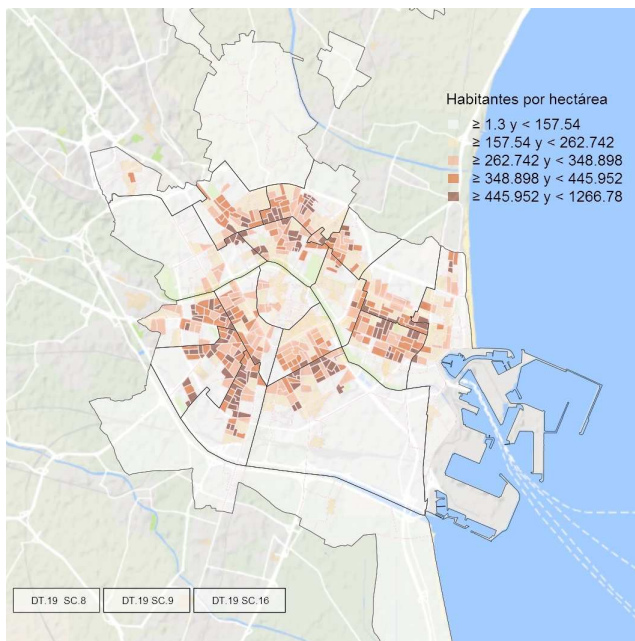 Habitantes por hectárea
≥ 1.3 y < 157.54
≥ 157.54 y < 262.742
≥ 262.742 y < 348.898
≥ 348.898 y < 445.952
≥ 445.952 y < 1266.78
DT.19 SC.8
DT.19 SC.9
DT.19 SC.16